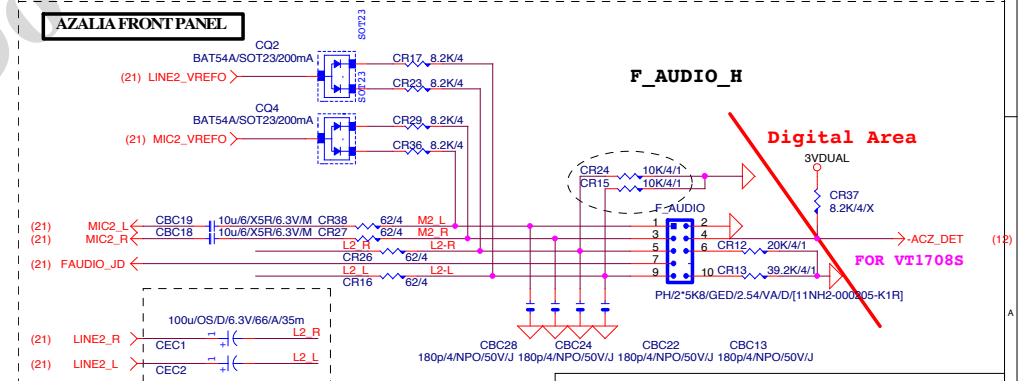 AZALIA FRONT PANEL
SOT23
CQ2
BAT54A/SOT23/200mA
CR17 8.2K/4
(21) LINE2_VREFO
CR23 8.2K/4
SOT23
F_AUDIO_H
CQ4
BAT54A/SOT23/200mA
CR29 8.2K/4
(21) MIC2_VREFO
CR36 8.2K/4
Digital Area
3VDUAL
CR24 10K/4/1
CR15 10K/4/1
CR37
8.2K/4/X
F_AUDIO
(21) MIC2_L CBC19 10u/6/X5R/6.3V/M CR38 62/4 M2_L 1 2
(21) MIC2_R CBC18 10u/6/X5R/6.3V/M CR27 62/4 M2_R 3 4 -ACZ_DET (12)
L2_R L2-R 5 6 CR12 20K/4/1
FOR VT1708S
(21) FAUDIO_JD CR26 62/4 7
L2_L L2-L 9 10 CR13 39.2K/4/1
CR16 62/4
PH/2*5K8/GED/2.54/VA/D/[11NH2-000205-K1R]
A
100u/OS/D/6.3V/66/A/35m
(21) LINE2_R 1 L2_R
CEC1
(21) LINE2_L 1 L2_L
CEC2
CBC28 CBC24 CBC22 CBC13
180p/4/NPO/50V/J 180p/4/NPO/50V/J 180p/4/NPO/50V/J 180p/4/NPO/50V/J